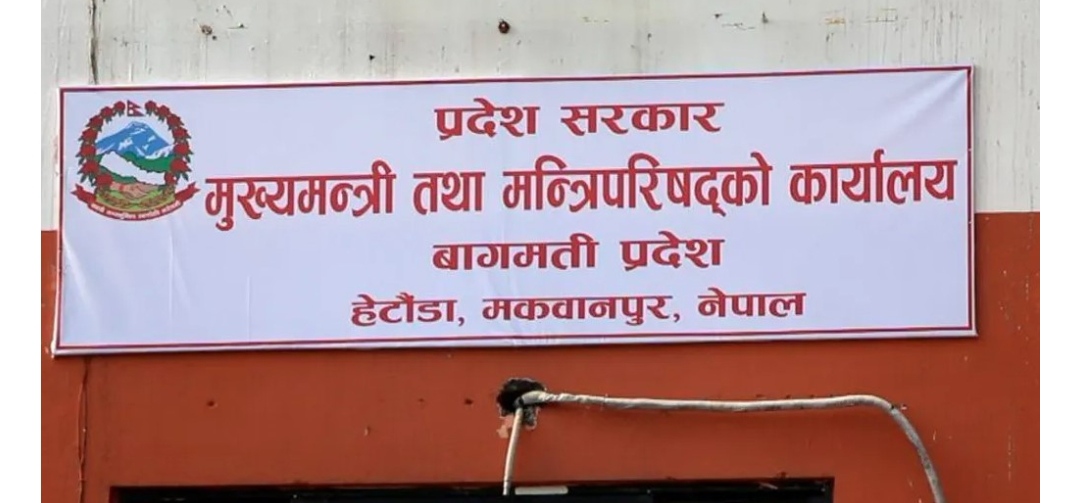 प्रदेश सरकार
मुख्यमन्त्री तथा मन्त्रिपरिषद्को कार्यालय
बागमती प्रदेश
हेटौंडा, मकवानपुर, नेपाल